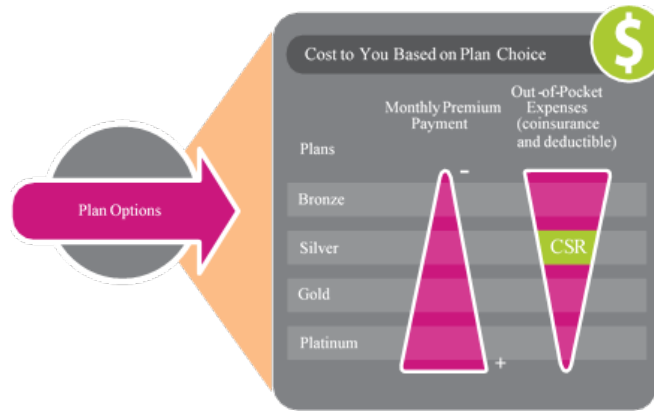 $
Cost to You Based on Plan Choice
Out-of-Pocket
Expenses
(coinsurance
and deductible)
Monthly Premium
Payment
Plans
-
Bronze
Plan Options
Silver
CSR
Gold
Platinum
+